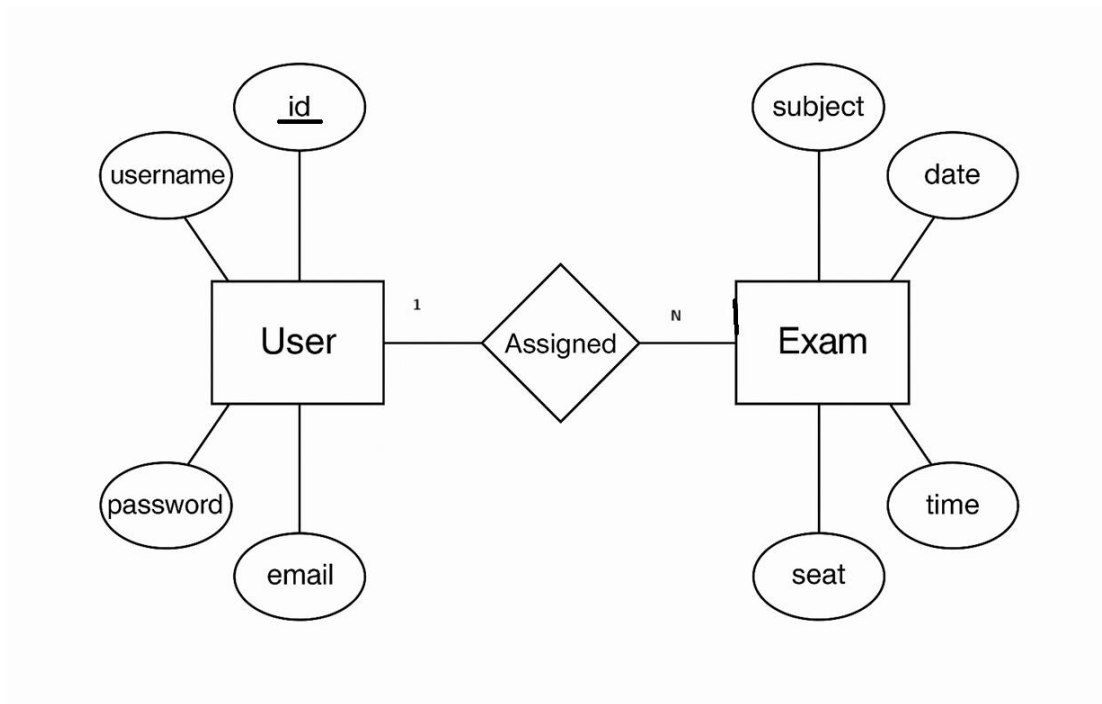 id
subject
username
date
1
N
User
Assigned
Exam
password
time
email
seat